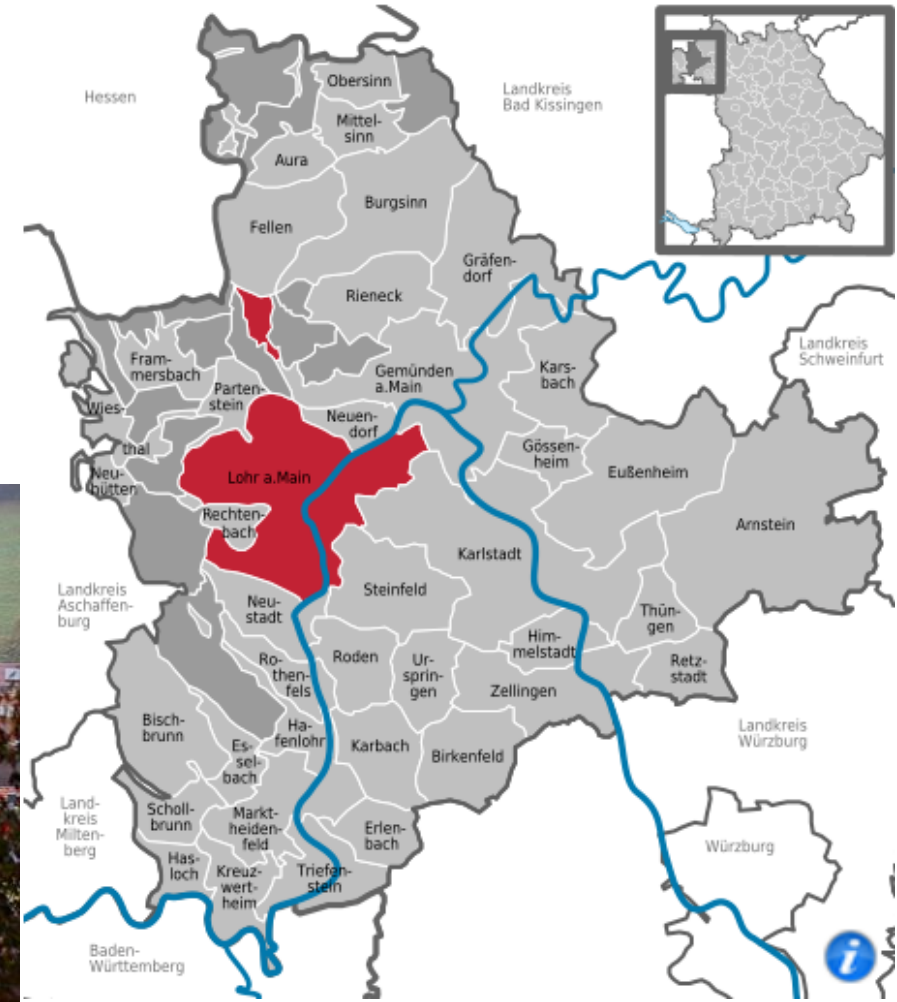 Hessen
Landkreis
Bad Kissingen
Obersinn
Mittel-
sinn
Aura
Burgsinn
Fellen
Gräfen-
dorf
Rieneck
Landkreis
Schweinfurt
Fram-
mersbach
Gemünden
a.Main
Kars-
bach
Parten-
stein
Wies-
thal
Neuen-
dorf
Gössen-
heim
Neu-
hütten
Lohr a.Main
Eußenheim
Rechten-
bach
Arnstein
Karlstadt
Landkreis
Aschaffen-
burg
Neu-
stadt
Steinfeld
Thün-
gen
Him-
melstadt
Ro-
then-
fels
Roden
Ur-
sprin-
gen
Retz-
stadt
Zellingen
Bisch-
brunn
Ha-
fenlohr
Landkreis
Würzburg
Es-
sel-
bach
Karbach
Birkenfeld
Land-
kreis
Milten-
berg
Scholl-
brunn
Markt-
heiden-
feld
Erlen-
bach
Würzburg
Has-
loch
Kreuz-
wert-
heim
Triefen-
stein
Baden-
Württemberg
i